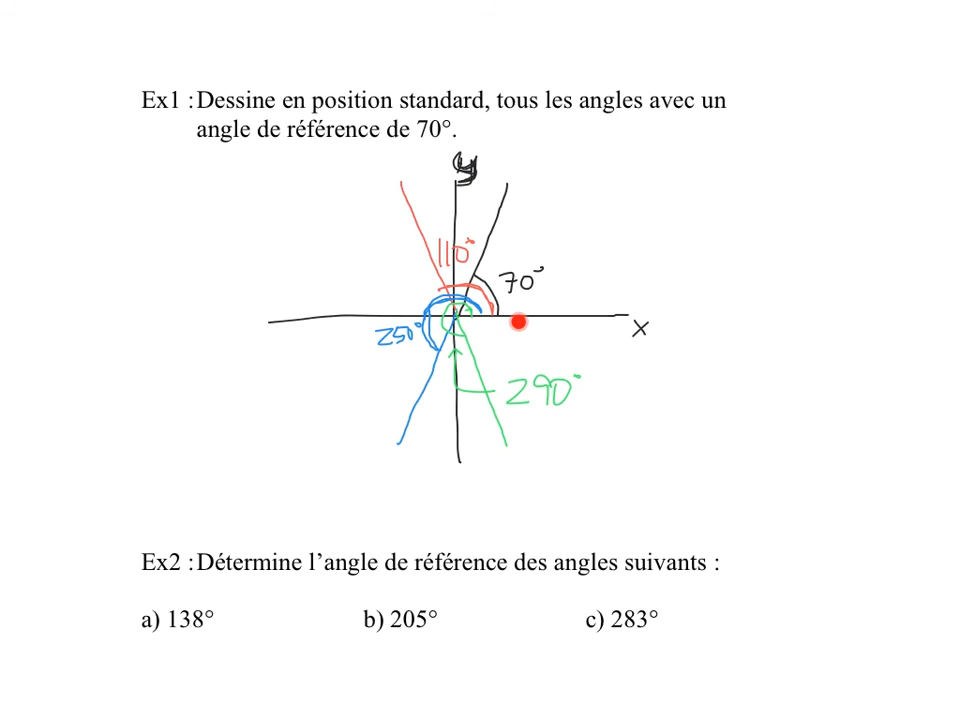 Ex1 : Dessine en position standard, tous les angles avec un
angle de référence de 70°.
y
110°
70°
250°
x
290°
Ex2 : Détermine l’angle de référence des angles suivants :
a) 138° b) 205° c) 283°